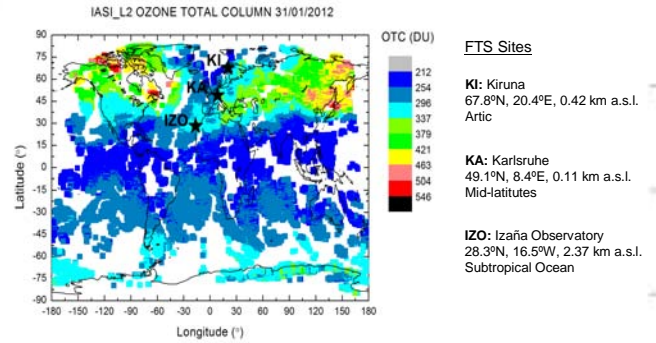 IASI_L2 OZONE TOTAL COLUMN 31/01/2012
OTC (DU)
90
75
60
45
30
15
0
-15
-30
-45
-60
-75
-90
Latitude (°)
-180 -150 -120 -90 -60 -30 0 30 60 90 120 150 180
Longitude (°)
KI
KA
IZO
212
254
296
337
379
421
463
504
546
FTS Sites
KI: Kiruna
67.8ºN, 20.4ºE, 0.42 km a.s.l.
Artic
KA: Karlsruhe
49.1ºN, 8.4ºE, 0.11 km a.s.l.
Mid-latitutes
IZO: Izaña Observatory
28.3ºN, 16.5ºW, 2.37 km a.s.l.
Subtropical Ocean